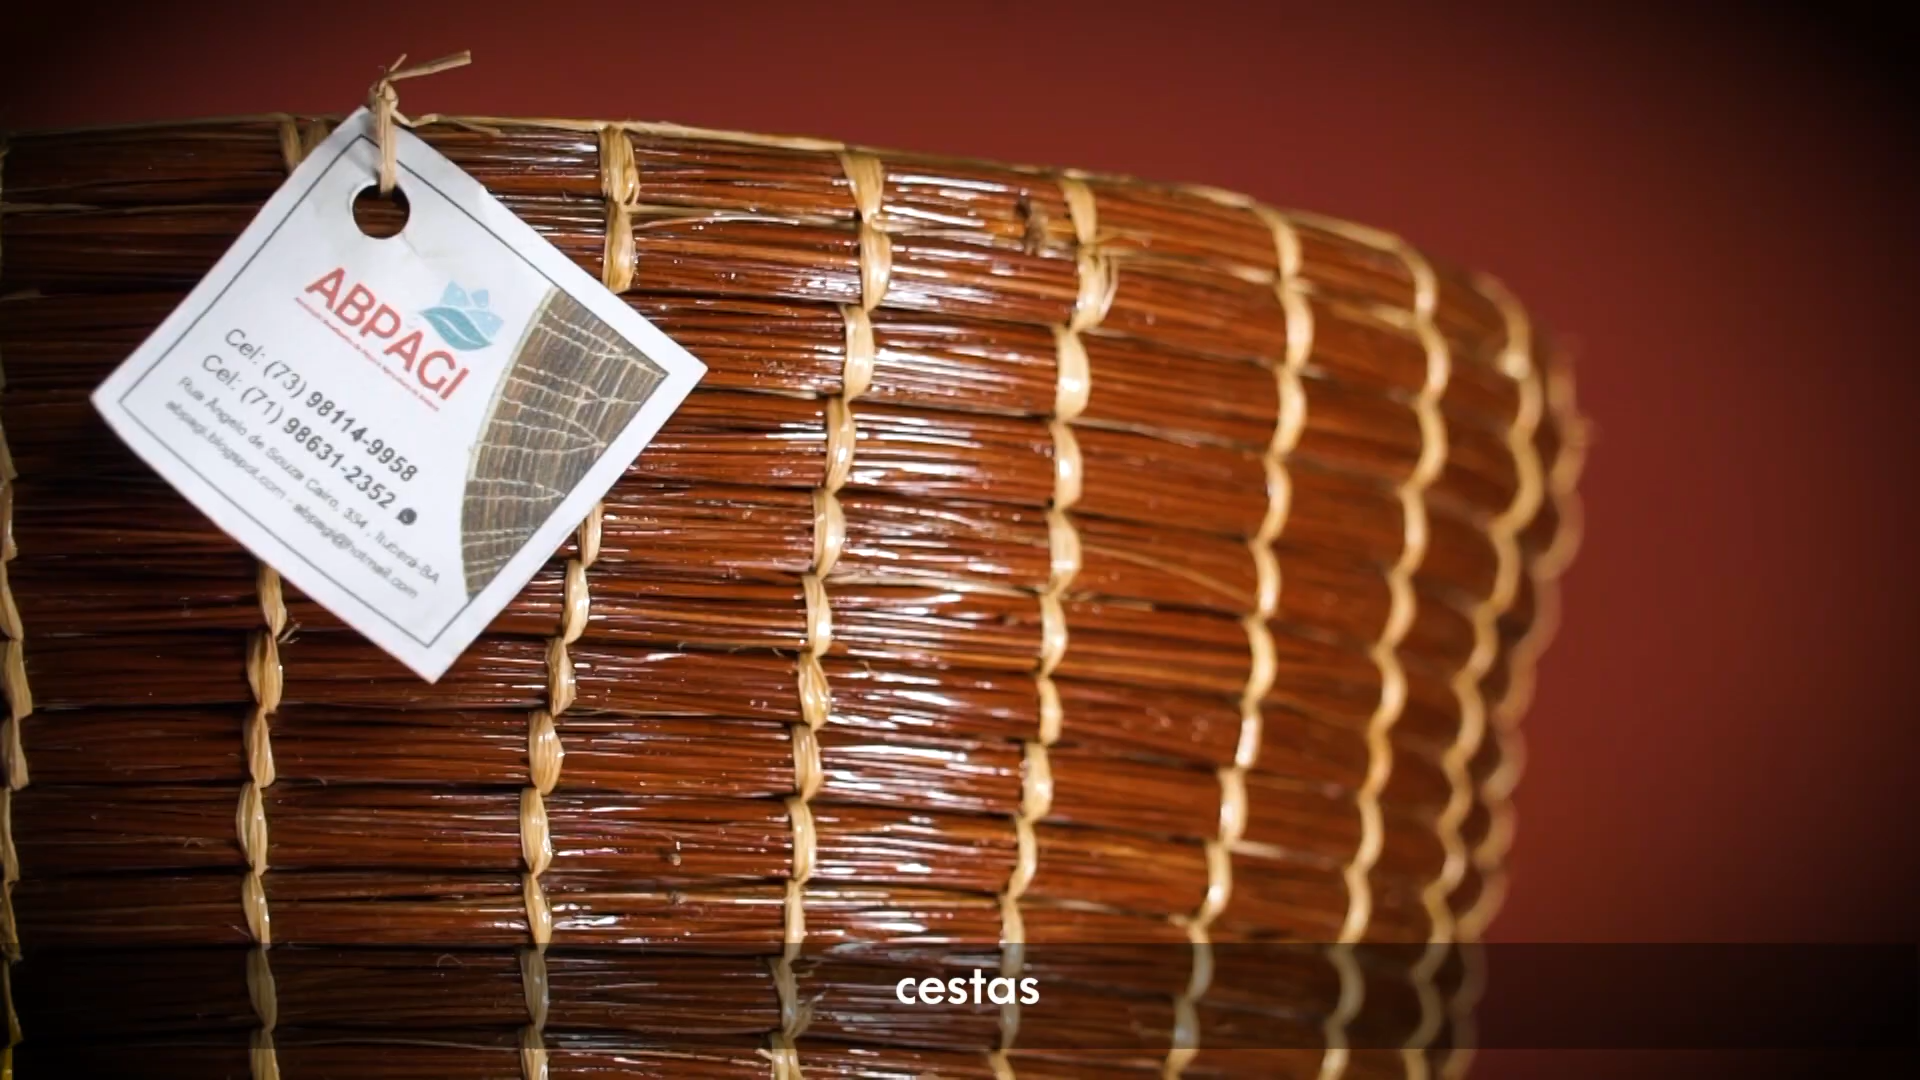 ABPAGI
Cel: (73) 98114-9958
Cel: (71) 98631-2352
Rua Ângelo de Souza Cairo, 334, Ituberá-BA
abpagi.blogspot.com - abpagi@hotmail.com
cestas